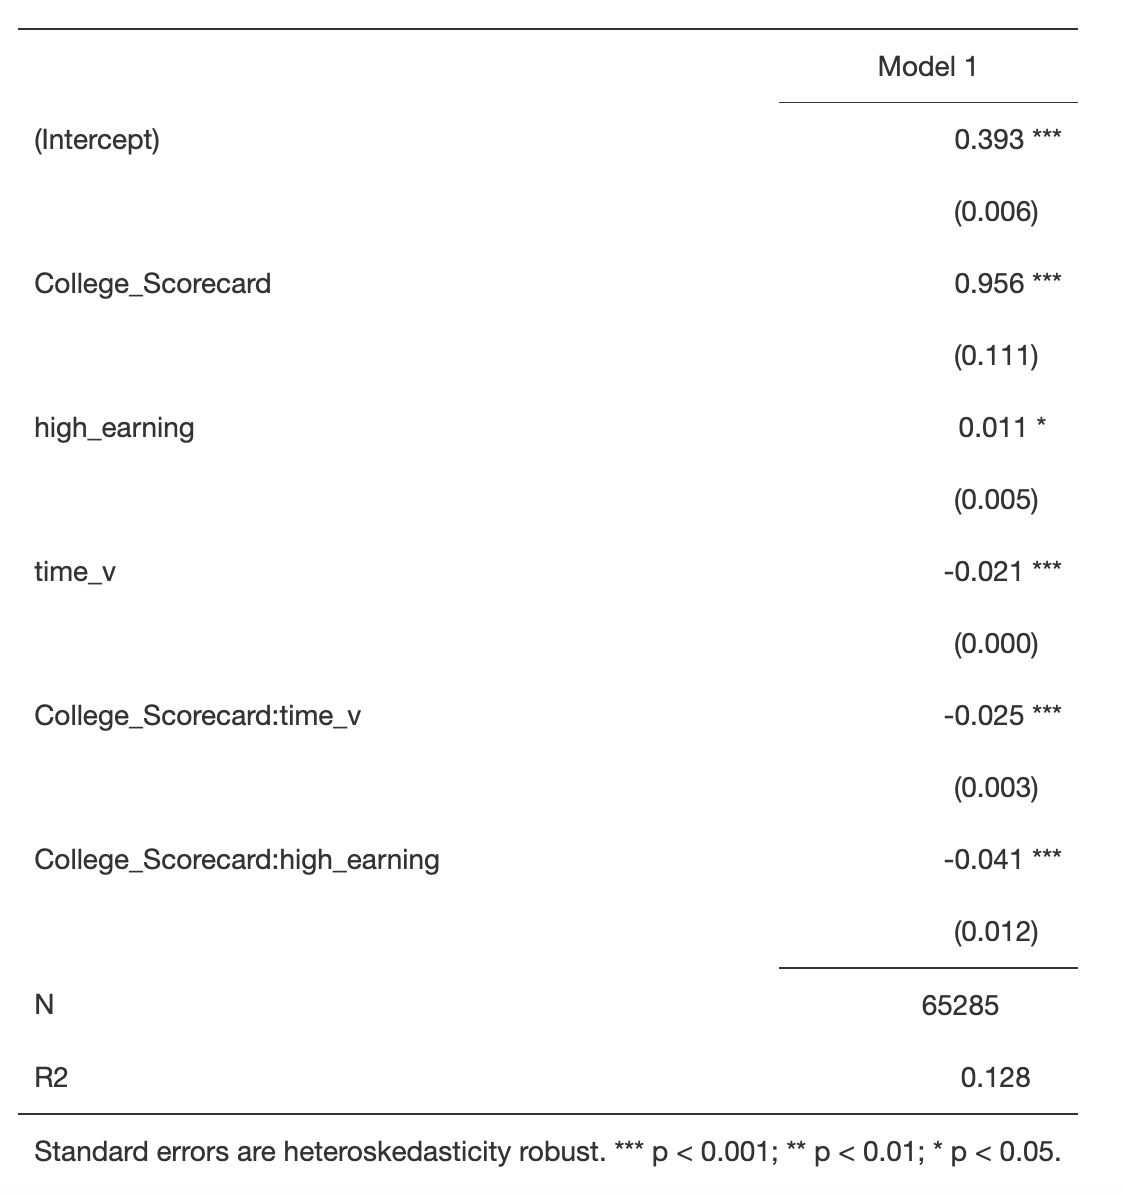 Model 1
(Intercept) 0.393 ***
(0.006)
College_Scorecard 0.956 ***
(0.111)
high_earning 0.011 *
(0.005)
time_v -0.021 ***
(0.000)
College_Scorecard:time_v -0.025 ***
(0.003)
College_Scorecard:high_earning -0.041 ***
(0.012)
N 65285
R2 0.128
Standard errors are heteroskedasticity robust. *** p < 0.001; ** p < 0.01; * p < 0.05.